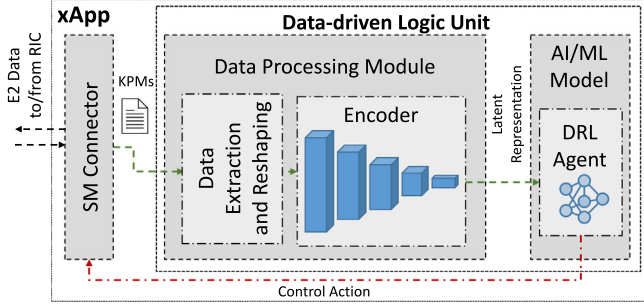 xApp
Data-driven Logic Unit
E2 Data
to/from RIC
SM Connector
KPMs
Data Processing Module
Data
Extraction
and Reshaping
Encoder
Latent
Representation
AI/ML
Model
DRL
Agent
Control Action